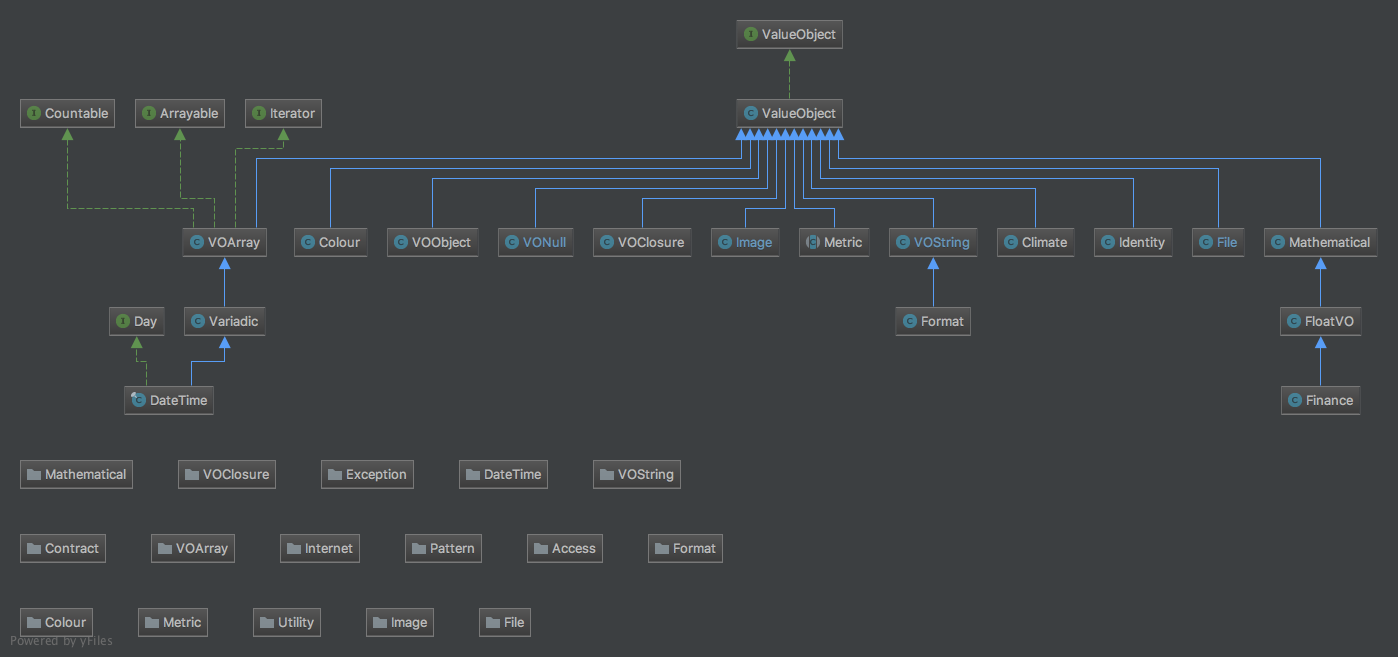 ValueObject
Countable Arrayable Iterator ValueObject
VOArray Colour VOObject VONull VOClosure Image Metric VOString Climate Identity File Mathematical
Day Variadic Format FloatVO
DateTime Finance
Mathematical VOClosure Exception DateTime VOString
Contract VOArray Internet Pattern Access Format
Colour Metric Utility Image File
Powered by yFiles